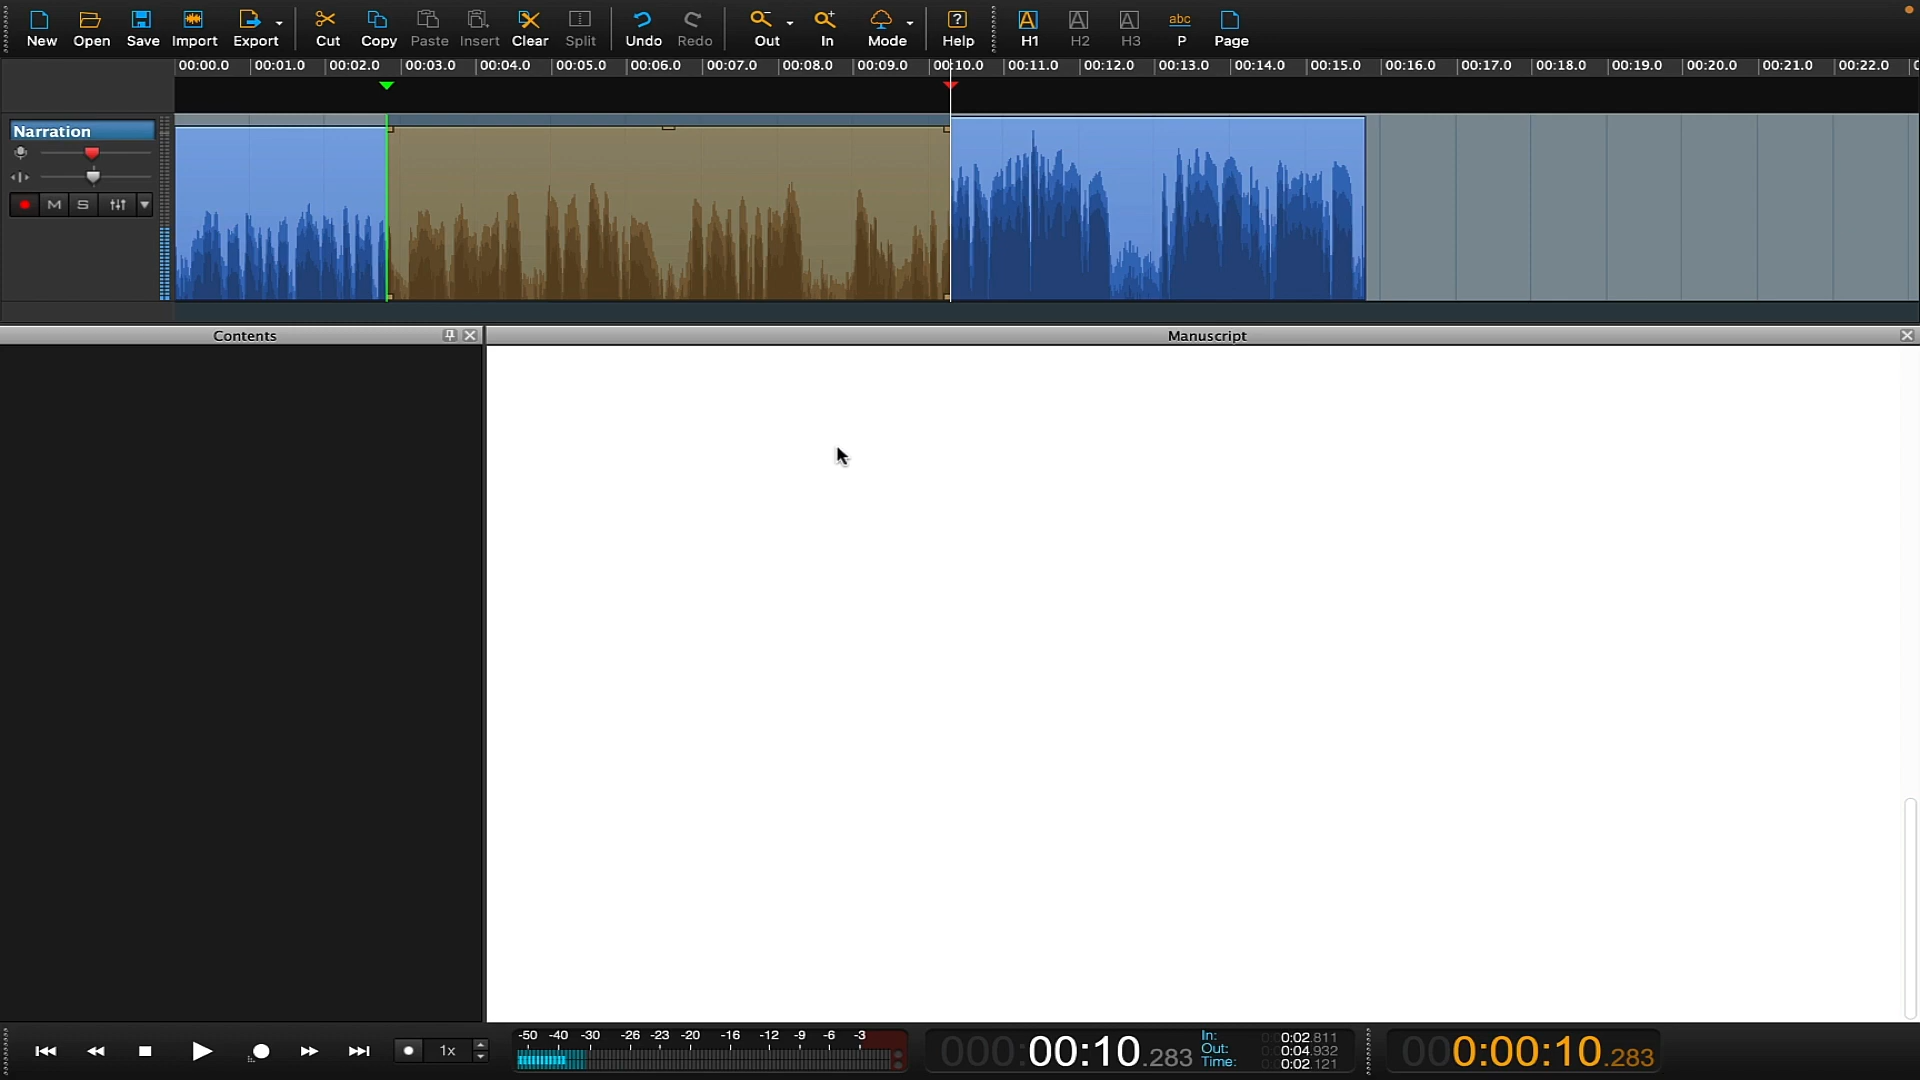 New Open Save Import Export Cut Copy Paste Insert Clear Split Undo Redo Out In Mode Help H1 H2 H3 P Page
abc
00:00.0 00:01.0 00:02.0 00:03.0 00:04.0 00:05.0 00:06.0 00:07.0 00:08.0 00:09.0 00:10.0 00:11.0 00:12.0 00:13.0 00:14.0 00:15.0 00:16.0 00:17.0 00:18.0 00:19.0 00:20.0 00:21.0 00:22.0
Narration
M S
Contents Manuscript
1x
-50 -40 -30 -26 -23 -20 -16 -12 -9 -6 -3
000:00:10.283
In: 0:00:02.811
Out: 0:00:04.932
Time: 0:00:02.121
000:00:10.283